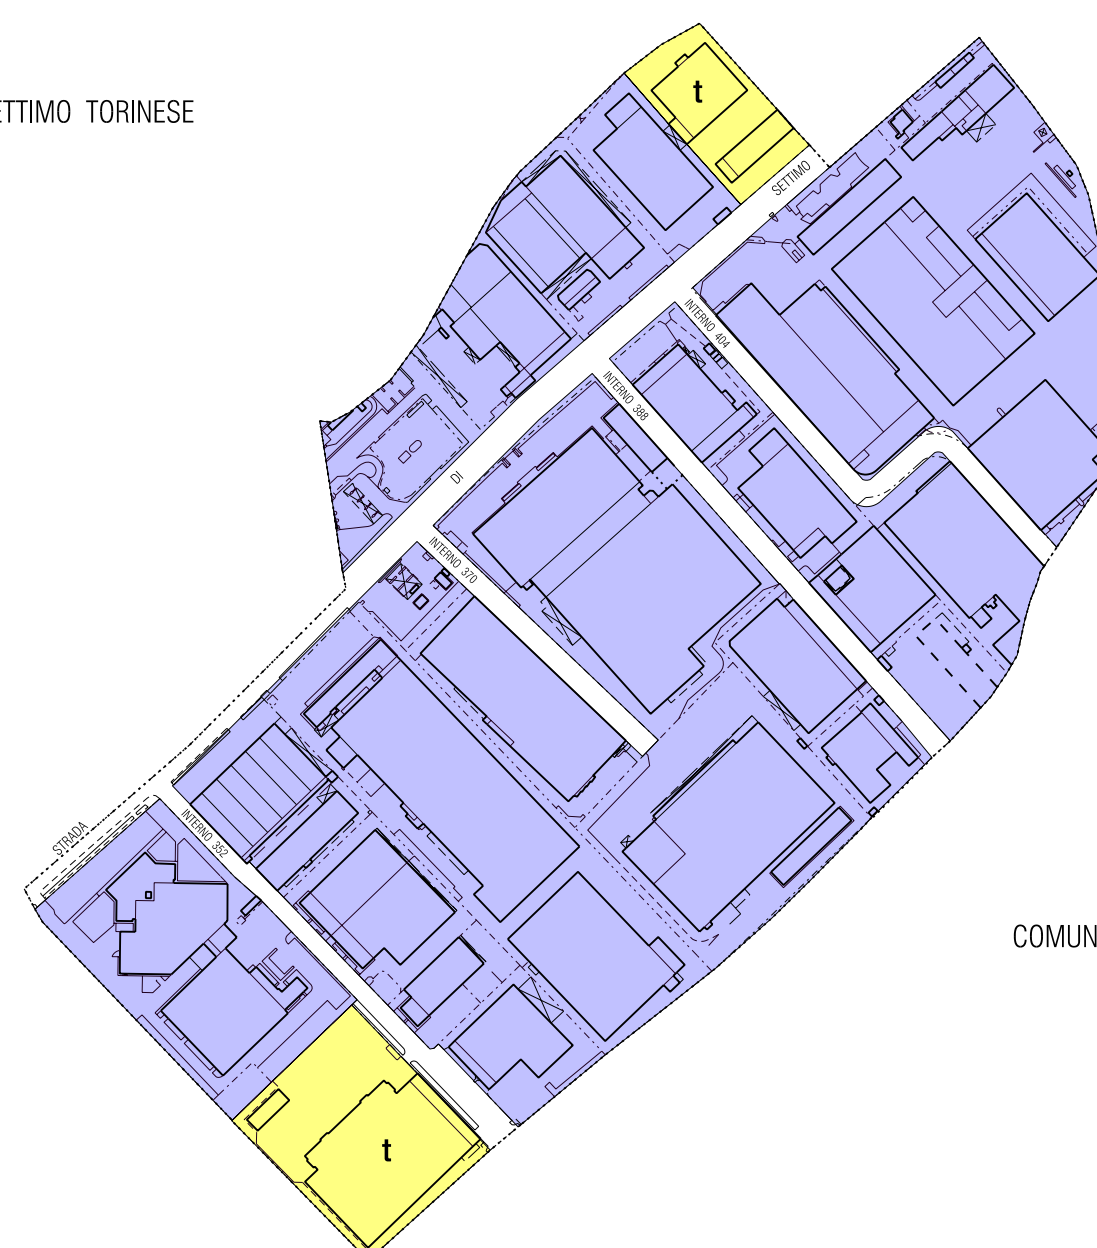 ETTIMO TORINESE
t
SETTIMO
INTERNO 404
INTERNO 388
DI
INTERNO 370
STRADA
INTERNO 352
COMUN
t